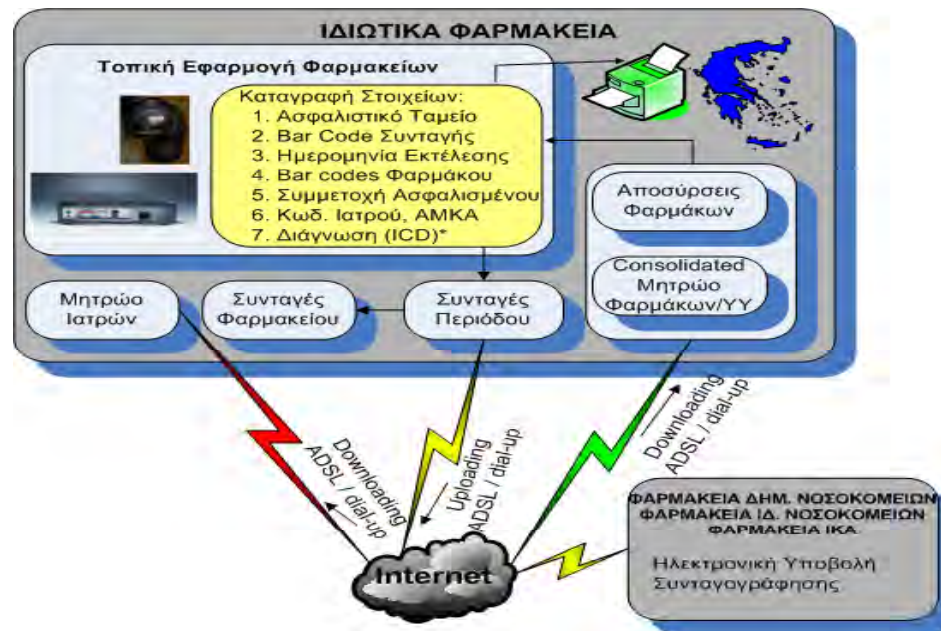 ΙΔΙΩΤΙΚΑ ΦΑΡΜΑΚΕΙΑ
Τοπική Εφαρμογή Φαρμακείων
Καταγραφή Στοιχείων:
1. Ασφαλιστικό Ταμείο
2. Bar Code Συνταγής
3. Ημερομηνία Εκτέλεσης
4. Bar codes Φαρμάκου
5. Συμμετοχή Ασφαλισμένου
6. Κωδ. Ιατρού, ΑΜΚΑ
7. Διάγνωση (ICD)*
Αποσύρσεις
Φαρμάκων
Consolidated
Μητρώο
Φαρμάκων/ΥΥ
Μητρώο
Ιατρών
Συνταγές
Φαρμακείου
Συνταγές
Περιόδου
Downloading
ADSL / dial-up
Uploading
ADSL / dial-up
Downloading
ADSL / dial-up
Internet
ΦΑΡΜΑΚΕΙΑ ΔΗΜ. ΝΟΣΟΚΟΜΕΙΩΝ
ΦΑΡΜΑΚΕΙΑ ΙΔ. ΝΟΣΟΚΟΜΕΙΩΝ
ΦΑΡΜΑΚΕΙΑ ΙΚΑ
Ηλεκτρονική Υποβολή
Συνταγογράφησης